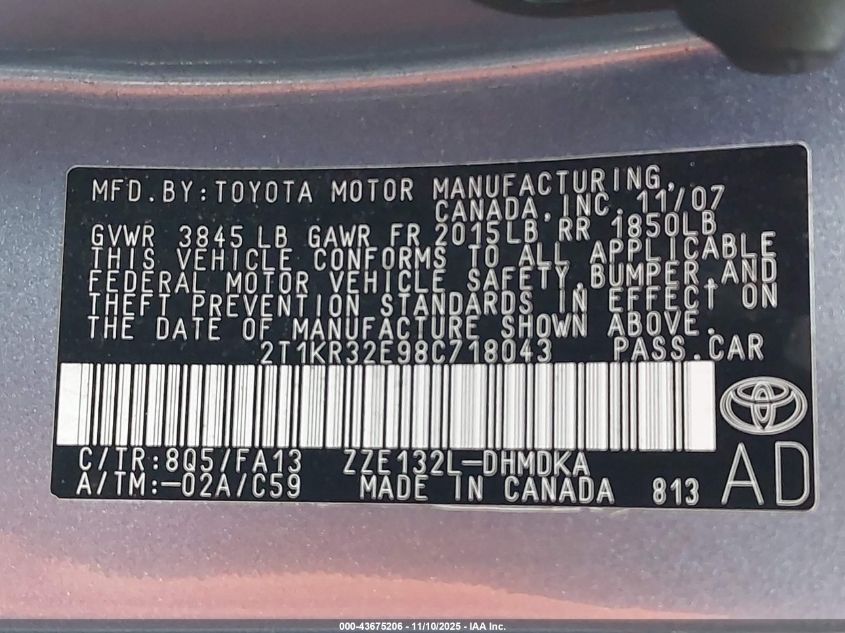 MFD.BY:TOYOTA MOTOR MANUFACTURING,
CANADA,INC. 11/07
GVWR 3845 LB GAWR FR 2015LB RR 1850LB
THIS VEHICLE CONFORMS TO ALL APPLICABLE
FEDERAL MOTOR VEHICLE SAFETY,BUMPER,AND
THEFT PREVENTION STANDARDS IN EFFECT ON
THE DATE OF MANUFACTURE SHOWN ABOVE.
2T1KR32E98C718043 PASS.CAR
C/TR:8Q5/FA13 ZZE132L-DHMDKA
A/TM:-02A/C59 MADE IN CANADA 813 AD
000-43675206 - 11/10/2025 - IAA Inc.